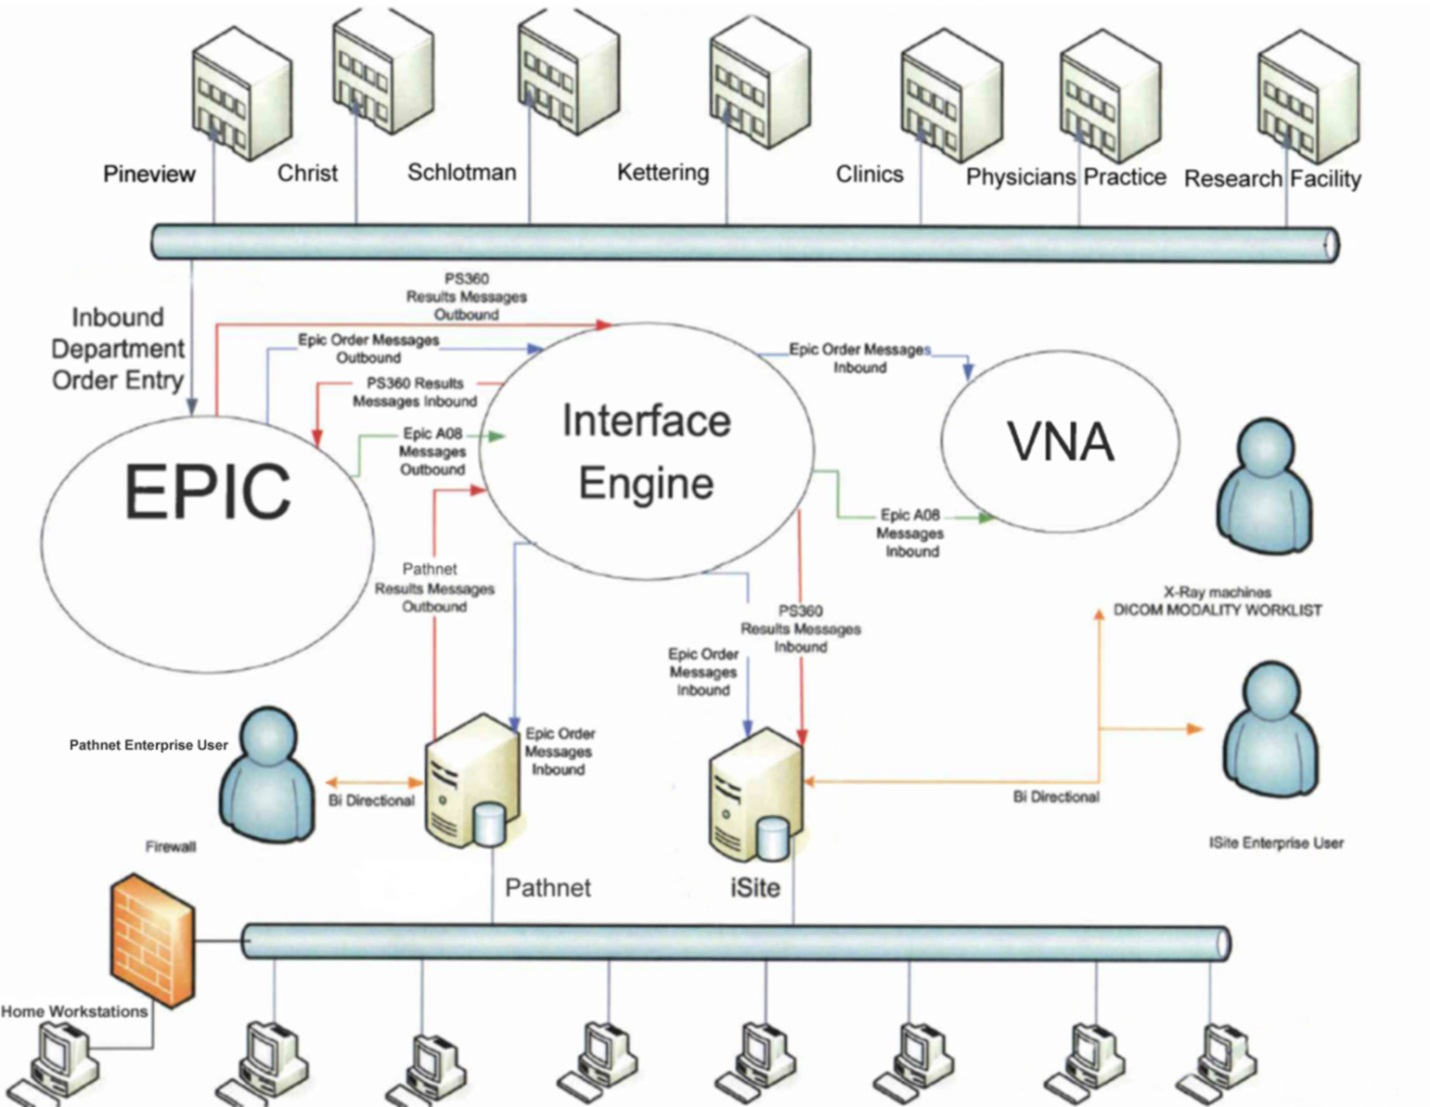 Pineview
Christ
Schlotman
Kettering
Clinics
Physicians Practice
Research Facility
Inbound
Department
Order Entry
PS360
Results Messages
Outbound
Epic Order Messages
Outbound
PS360 Results
Messages Inbound
Epic A08
Messages
Outbound
Epic Order Messages
Inbound
EPIC
Interface
Engine
VNA
Epic A08
Messages
Inbound
Pathnet
Results Messages
Outbound
PS360
Results Messages
Inbound
Epic Order
Messages
Inbound
X-Ray machines
DICOM MODALITY WORKLIST
Pathnet Enterprise User
Epic Order
Messages
Inbound
Bi Directional
Bi Directional
ISite Enterprise User
Firewall
Pathnet
iSite
Home Workstations